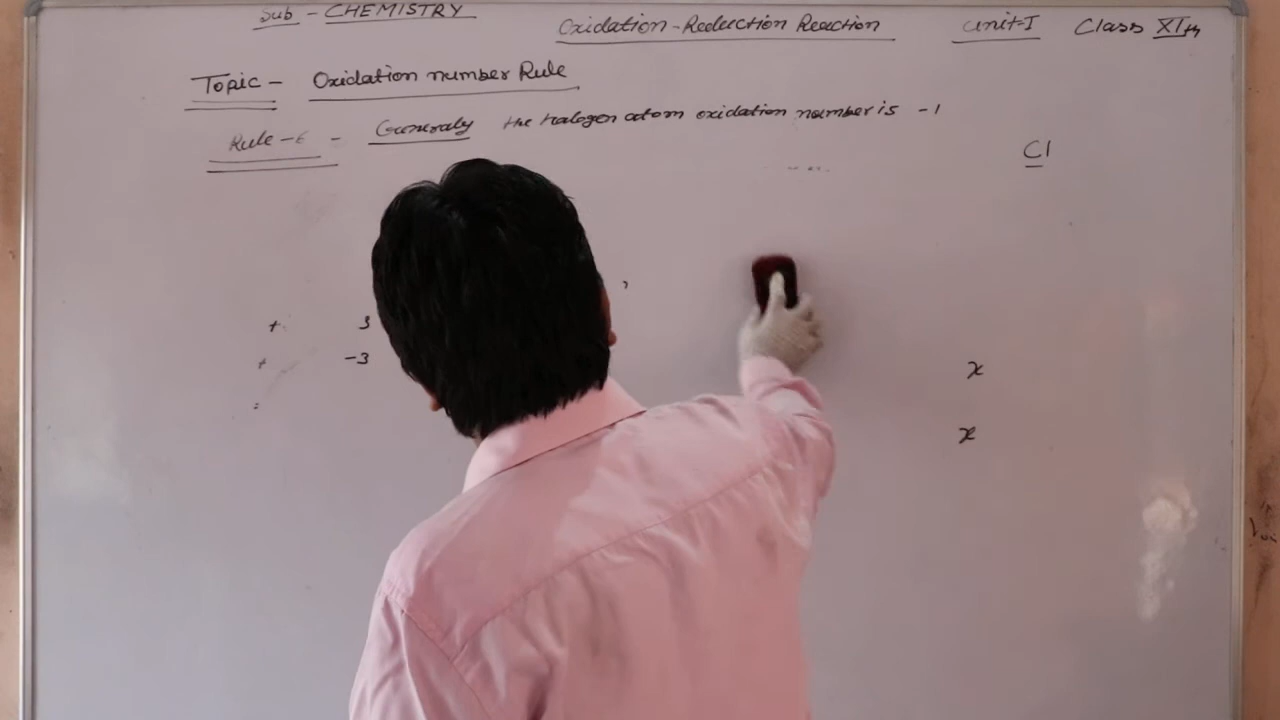 Sub - CHEMISTRY
Oxidation-Reduction Reaction Unit-I Class XIth
Topic - Oxidation number Rule
Rule-6 - Generaly the halogen atom oxidation number is -1
Cl
+ 3
+ -3 x
x